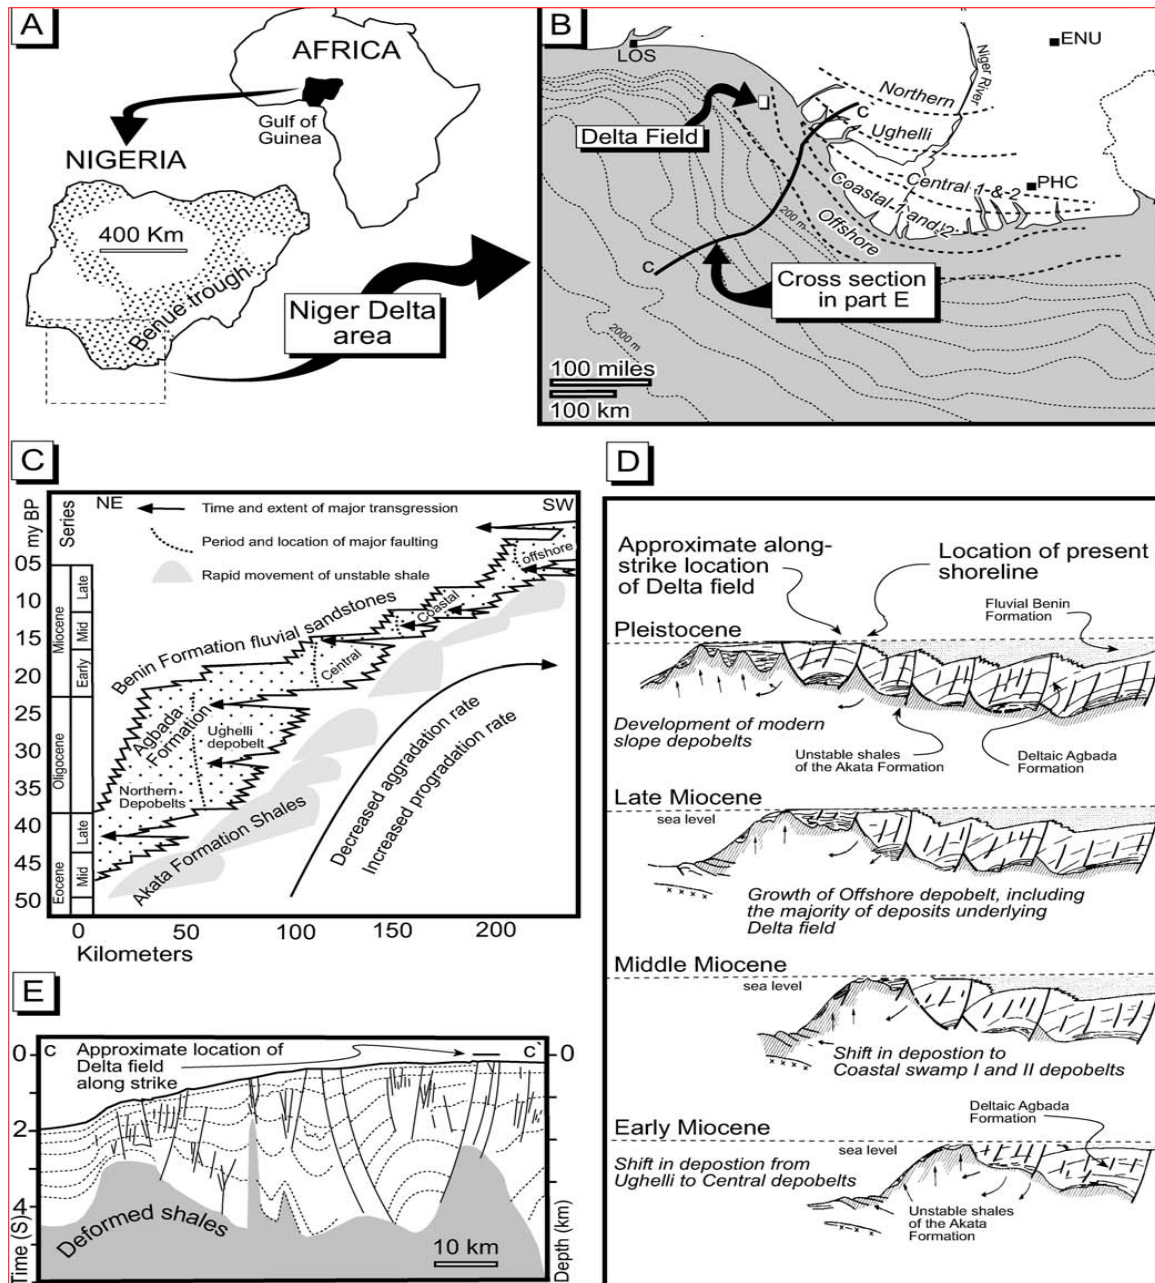 A
AFRICA
Gulf of
Guinea
NIGERIA
400 Km
Benue trough
Niger Delta
area
B
LOS
ENU
Niger River
Northern
C
Ughelli
Delta Field
Central 1 & 2
PHC
Coastal 1 and 2
Offshore
200 m
C
Cross section
in part E
2000 m
100 miles
100 km
C
my BP
Series
NE
SW
Time and extent of major transgression
Period and location of major faulting
Rapid movement of unstable shale
05
10
15
20
25
30
35
40
45
50
Miocene
Late
Mid
Early
Oligocene
Eocene
Late
Mid
offshore
Coastal
Benin Formation fluvial sandstones
Central
Agbada
Formation
Ughelli
depobelt
Northern
Depobelts
Akata Formation Shales
Decreased aggradation rate
Increased progradation rate
0
50
100
150
200
Kilometers
D
Approximate along-
strike location
of Delta field
Location of present
shoreline
Fluvial Benin
Formation
Pleistocene
Development of modern
slope depobelts
Unstable shales
of the Akata Formation
Deltaic Agbada
Formation
Late Miocene
sea level
Growth of Offshore depobelt, including
the majority of deposits underlying
Delta field
Middle Miocene
sea level
Shift in depostion to
Coastal swamp I and II depobelts
Early Miocene
sea level
Deltaic Agbada
Formation
Shift in depostion from
Ughelli to Central depobelts
Unstable shales
of the Akata
Formation
E
C
Approximate location of
Delta field
along strike
C`
0
2
4
Time (S)
0
Depth (km)
Deformed shales
10 km